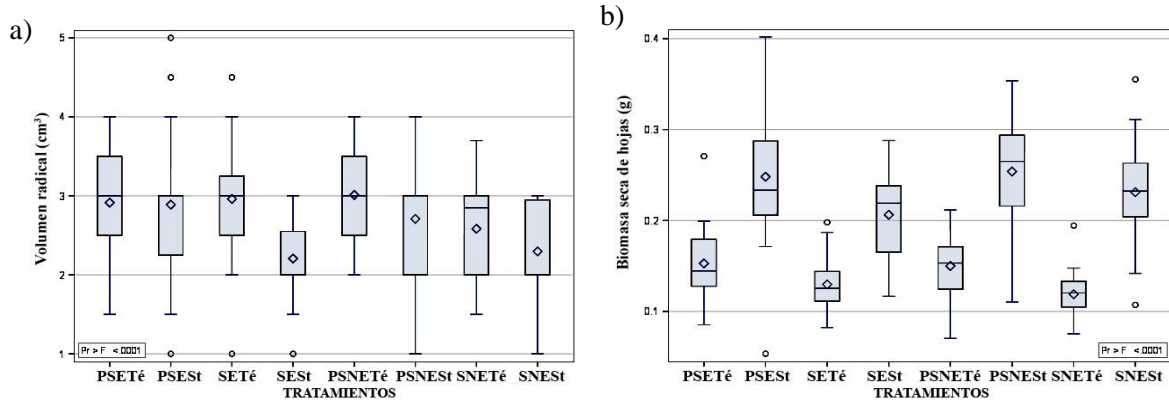 a)
Volumen radical (cm³)
5
4
3
2
1
Pr > F <.0001
PSETé PSESt SETé SESt PSNETé PSNESt SNETé SNESt
TRATAMIENTOS
b)
Biomasa seca de hojas (g)
0.4
0.3
0.2
0.1
Pr > F <.0001
PSETé PSESt SETé SESt PSNETé PSNESt SNETé SNESt
TRATAMIENTOS